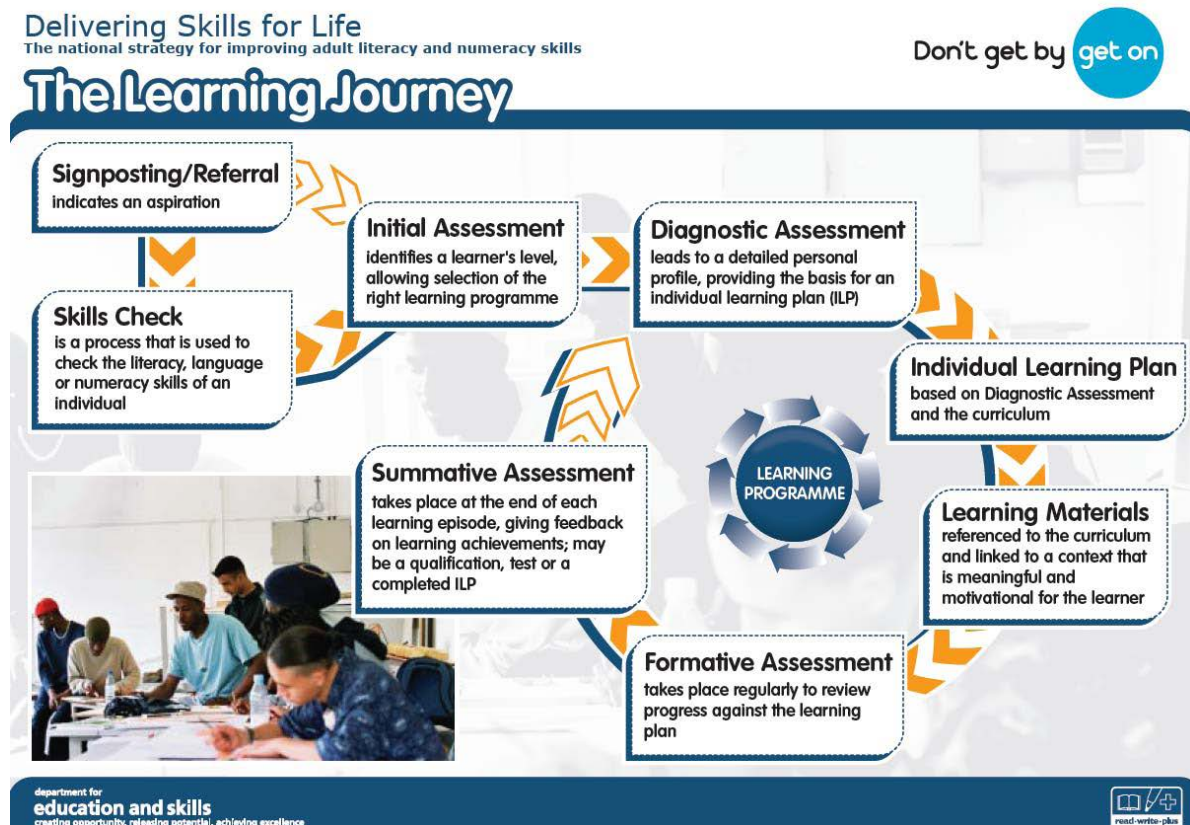 Delivering Skills for Life
The national strategy for improving adult literacy and numeracy skills
Don't get by get on
The Learning Journey
Signposting/Referral
indicates an aspiration
Skills Check
is a process that is used to
check the literacy, language
or numeracy skills of an
individual
Initial Assessment
identifies a learner's level,
allowing selection of the
right learning programme
Diagnostic Assessment
leads to a detailed personal
profile, providing the basis for an
individual learning plan (ILP)
Individual Learning Plan
based on Diagnostic Assessment
and the curriculum
Learning Materials
referenced to the curriculum
and linked to a context that
is meaningful and
motivational for the learner
Formative Assessment
takes place regularly to review
progress against the learning
plan
Summative Assessment
takes place at the end of each
learning episode, giving feedback
on learning achievements; may
be a qualification, test or a
completed ILP
LEARNING
PROGRAMME
department for
education and skills
creating opportunity, releasing potential, achieving excellence
read-write-plus